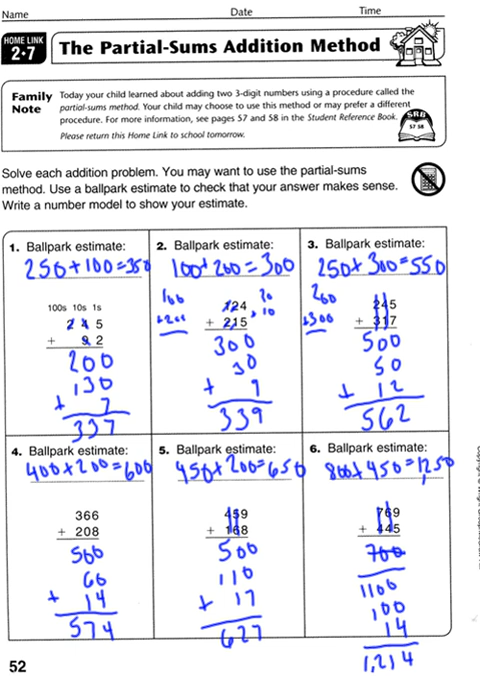 Name Date Time
HOME LINK
2•7
The Partial-Sums Addition Method
Family
Note
Today your child learned about adding two 3-digit numbers using a procedure called the
partial-sums method. Your child may choose to use this method or may prefer a different
procedure. For more information, see pages 57 and 58 in the Student Reference Book.
Please return this Home Link to school tomorrow.
SRB
57 58
Solve each addition problem. You may want to use the partial-sums
method. Use a ballpark estimate to check that your answer makes sense.
Write a number model to show your estimate.
1. Ballpark estimate:
250+100=350
100s 10s 1s
2 4 5
+ 9 2
200
130
+ 7
337
2. Ballpark estimate:
100+200=300
100
+200
20
+10
124
+ 215
300
30
+ 9
339
3. Ballpark estimate:
250+300=550
200
+300
245
+ 317
500
50
+ 12
562
4. Ballpark estimate:
400+200=600
366
+ 208
500
60
+ 14
574
5. Ballpark estimate:
450+200=650
459
+ 168
500
110
+ 17
627
6. Ballpark estimate:
800+450=1,250
769
+ 445
700
1100
100
14
1,214
52